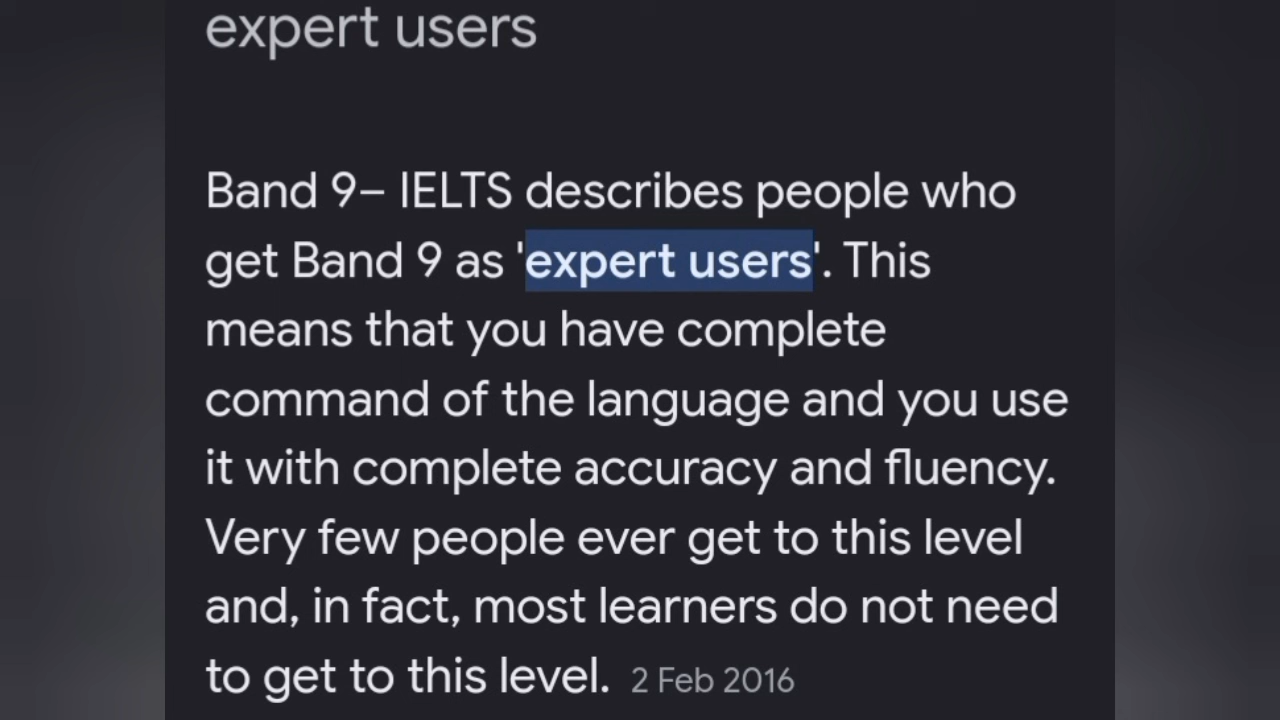 expert users
Band 9– IELTS describes people who
get Band 9 as 'expert users'. This
means that you have complete
command of the language and you use
it with complete accuracy and fluency.
Very few people ever get to this level
and, in fact, most learners do not need
to get to this level. 2 Feb 2016